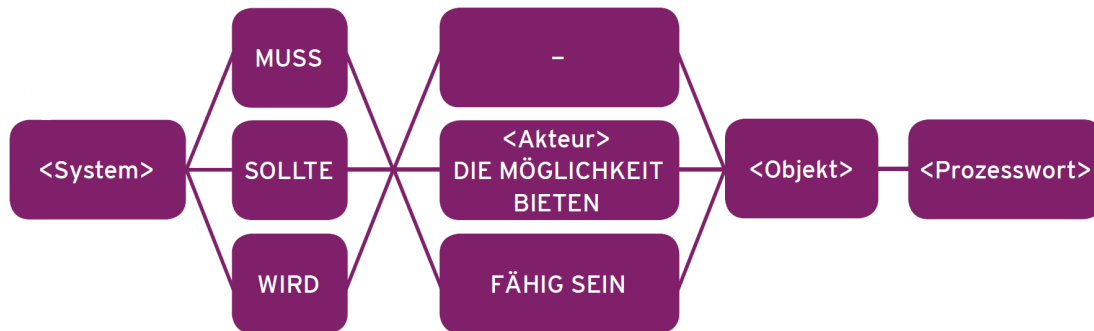 <System>
MUSS
SOLLTE
WIRD
–
<Akteur>
DIE MÖGLICHKEIT
BIETEN
FÄHIG SEIN
<Objekt>
<Prozesswort>